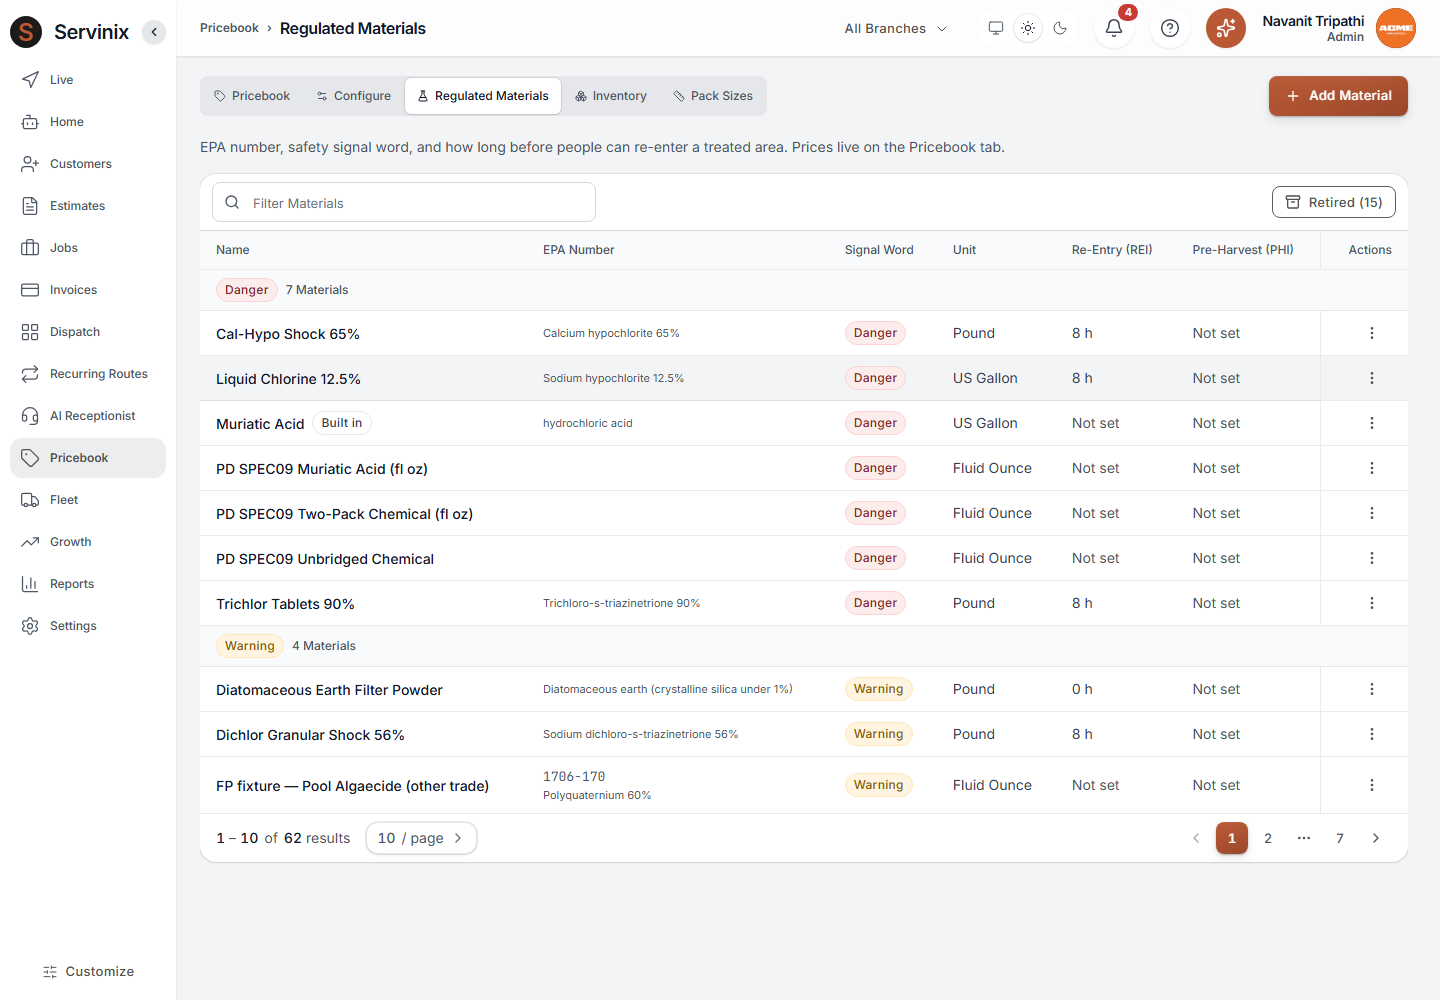 S Servinix
Pricebook › Regulated Materials
All Branches
4
Navanit Tripathi
Admin
ACME
Live
Home
Customers
Estimates
Jobs
Invoices
Dispatch
Recurring Routes
AI Receptionist
Pricebook
Fleet
Growth
Reports
Settings
Customize
Pricebook Configure Regulated Materials Inventory Pack Sizes
+ Add Material
EPA number, safety signal word, and how long before people can re-enter a treated area. Prices live on the Pricebook tab.
Filter Materials
Retired (15)
Name EPA Number Signal Word Unit Re-Entry (REI) Pre-Harvest (PHI) Actions
Danger 7 Materials
Cal-Hypo Shock 65% Calcium hypochlorite 65% Danger Pound 8 h Not set
Liquid Chlorine 12.5% Sodium hypochlorite 12.5% Danger US Gallon 8 h Not set
Muriatic Acid Built in hydrochloric acid Danger US Gallon Not set Not set
PD SPEC09 Muriatic Acid (fl oz) Danger Fluid Ounce Not set Not set
PD SPEC09 Two-Pack Chemical (fl oz) Danger Fluid Ounce Not set Not set
PD SPEC09 Unbridged Chemical Danger Fluid Ounce Not set Not set
Trichlor Tablets 90% Trichloro-s-triazinetrione 90% Danger Pound 8 h Not set
Warning 4 Materials
Diatomaceous Earth Filter Powder Diatomaceous earth (crystalline silica under 1%) Warning Pound 0 h Not set
Dichlor Granular Shock 56% Sodium dichloro-s-triazinetrione 56% Warning Pound 8 h Not set
FP fixture — Pool Algaecide (other trade) 1706-170 Warning Fluid Ounce Not set Not set
Polyquaternium 60%
1 – 10 of 62 results 10 / page 1 2 ••• 7